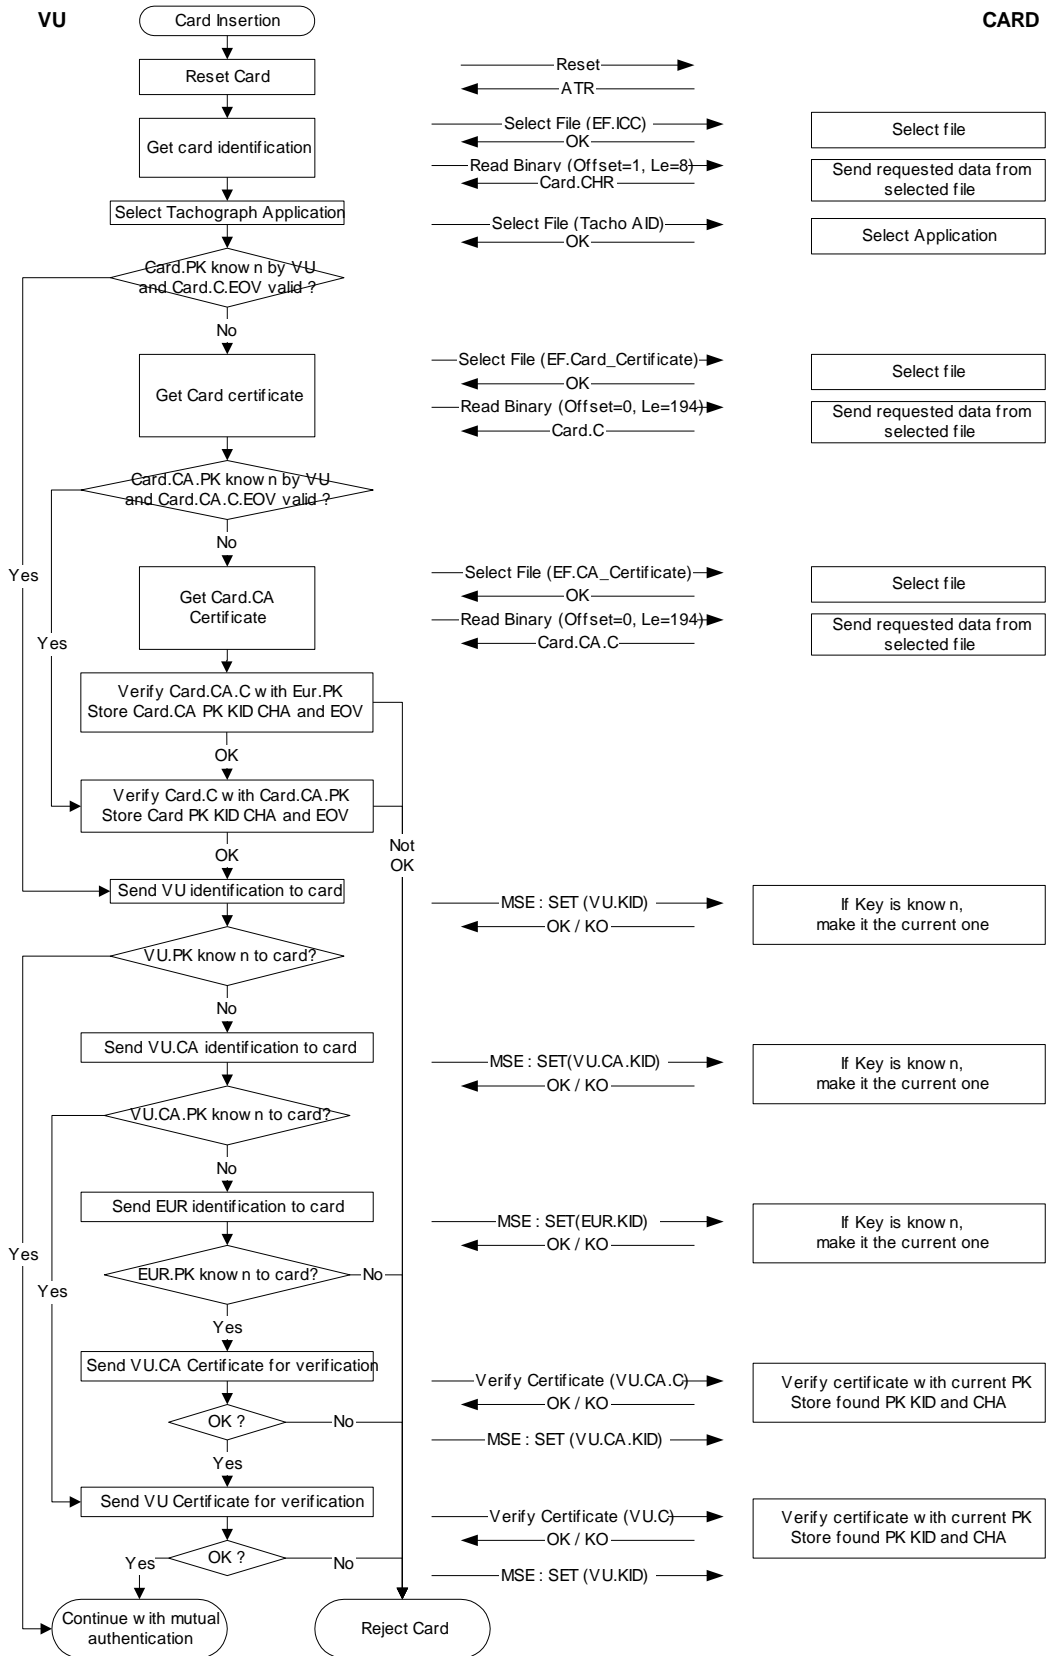 VU
CARD
Card Insertion
Reset Card
Reset
ATR
Get card identification
Select File (EF.ICC)
OK
Select file
Read Binary (Offset=1, Le=8)
Card.CHR
Send requested data from
selected file
Select Tachograph Application
Select File (Tacho AID)
OK
Select Application
Card.PK known by VU
and Card.C.EOV valid ?
No
Get Card certificate
Select File (EF.Card_Certificate)
OK
Select file
Read Binary (Offset=0, Le=194)
Card.C
Send requested data from
selected file
Card.CA.PK known by VU
and Card.CA.C.EOV valid ?
No
Yes
Yes
Get Card.CA
Certificate
Select File (EF.CA_Certificate)
OK
Select file
Read Binary (Offset=0, Le=194)
Card.CA.C
Send requested data from
selected file
Verify Card.CA.C with Eur.PK
Store Card.CA PK KID CHA and EOV
OK
Verify Card.C with Card.CA.PK
Store Card PK KID CHA and EOV
Not
OK
OK
Send VU identification to card
MSE : SET (VU.KID)
OK / KO
If Key is known,
make it the current one
VU.PK known to card?
No
Send VU.CA identification to card
MSE : SET(VU.CA.KID)
OK / KO
If Key is known,
make it the current one
VU.CA.PK known to card?
No
Send EUR identification to card
MSE : SET(EUR.KID)
OK / KO
If Key is known,
make it the current one
Yes
Yes
EUR.PK known to card?
No
Yes
Send VU.CA Certificate for verification
Verify Certificate (VU.CA.C)
OK / KO
Verify certificate with current PK
Store found PK KID and CHA
OK ?
No
MSE : SET (VU.CA.KID)
Yes
Send VU Certificate for verification
Verify Certificate (VU.C)
OK / KO
Verify certificate with current PK
Store found PK KID and CHA
OK ?
Yes
No
MSE : SET (VU.KID)
Continue with mutual
authentication
Reject Card